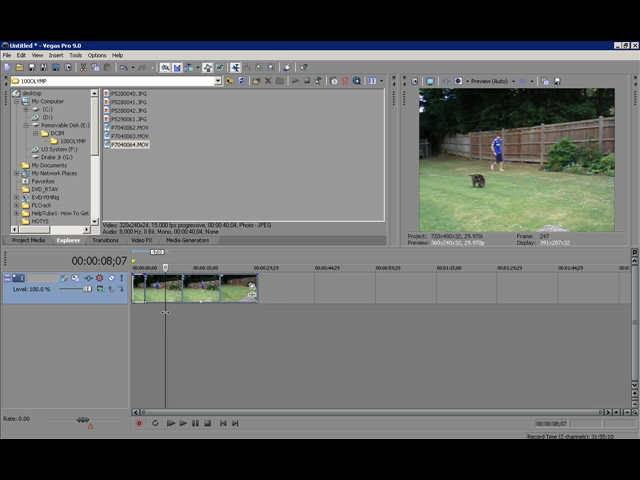 Untitled * - Vegas Pro 9.0
File Edit View Insert Tools Options Help
100OLYMP
Preview (Auto)
desktop
My Computer
(C:)
(D:)
Removable Disk (E:)
DCIM
100OLYMP
U3 System (F:)
Drake Jr (G:)
My Documents
My Network Places
Favorites
DVD_RTAV
EvErYtHing
FLCrack
HelpTube1- How To Get
HOTYS
P5280040.JPG
P5280041.JPG
P5280042.JPG
P5290061.JPG
P7040062.MOV
P7040063.MOV
P7040064.MOV
Video: 320x240x24, 15.000 fps progressive, 00:00:40;04, Photo - JPEG
Audio: 8,000 Hz, 8 Bit, Mono, 00:00:40;04, None
Project Media Explorer Transitions Video FX Media Generators
Project: 720x480x32, 29.970i
Frame: 247
Preview: 360x240x32, 29.970p
Display: 391x287x32
00:00:08;07
00:00:00;00
00:00:15;00
00:00:29;29
00:00:44;29
00:00:59;28
00:01:15;00
00:01:29;29
00:01:44;29
Level: 100.0 %
Rate: 0.00
00:00:08;07
Record Time (2 channels): 31:55:10